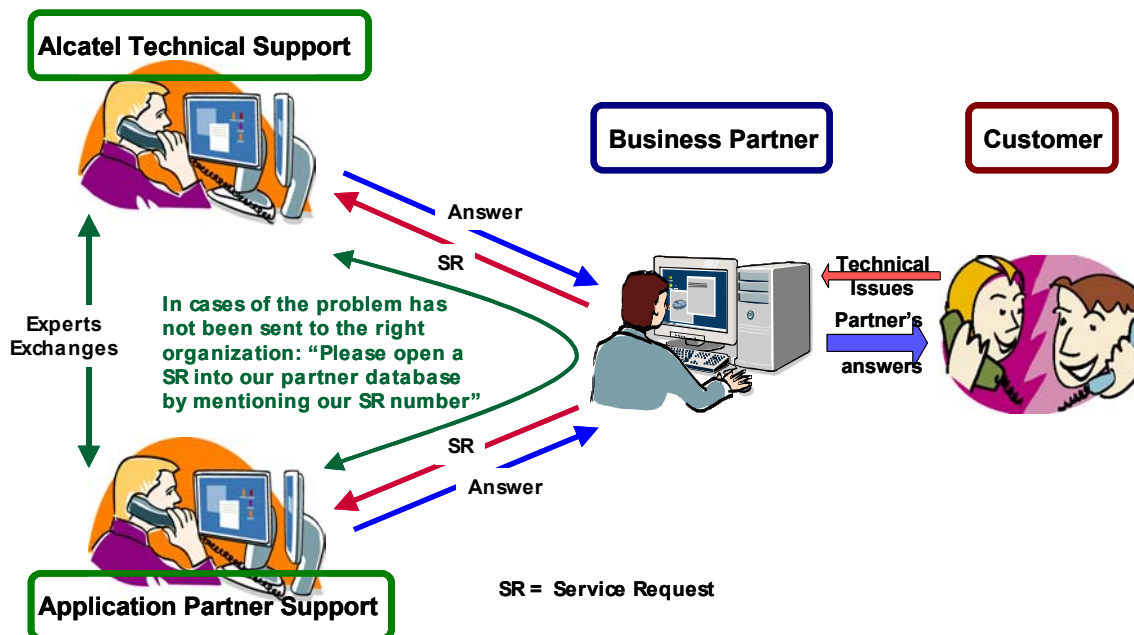 Alcatel Technical Support
Business Partner
Customer
Answer
SR
Technical
Issues
Partner's
answers
Experts
Exchanges
In cases of the problem has
not been sent to the right
organization: “Please open a
SR into our partner database
by mentioning our SR number”
SR
Answer
Application Partner Support
SR = Service Request